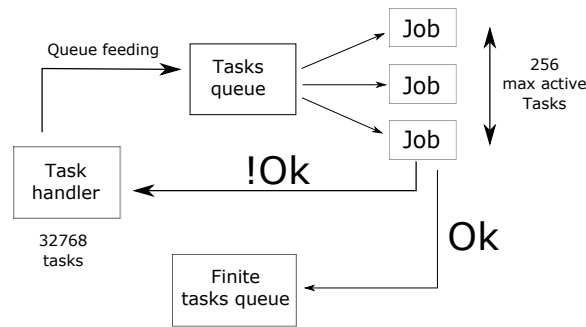 Queue feeding
Tasks
queue
Job
Job
Job
256
max active
Tasks
Task
handler
!Ok
32768
tasks
Ok
Finite
tasks queue